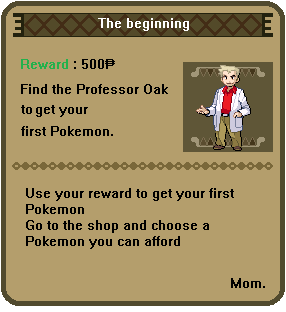 The beginning
Reward : 500₱
Find the Professor Oak
to get your
first Pokemon.
Use your reward to get your first
Pokemon
Go to the shop and choose a
Pokemon you can afford
Mom.